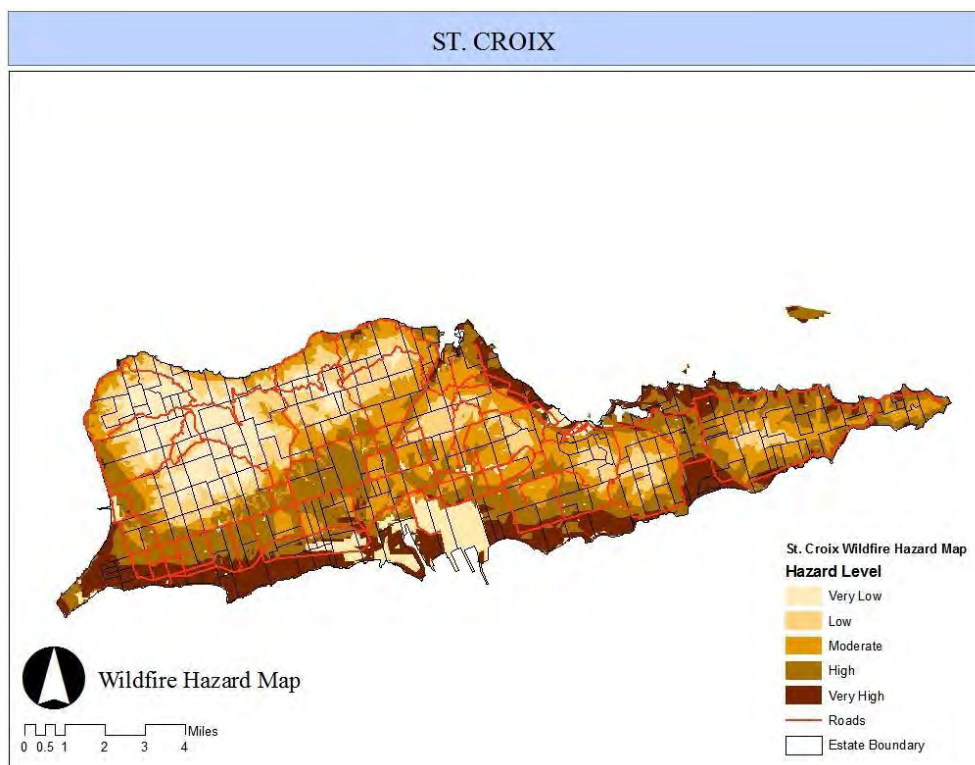 ST. CROIX
St. Croix Wildfire Hazard Map
Hazard Level
Very Low
Low
Moderate
High
Very High
Roads
Estate Boundary
Wildfire Hazard Map
Miles
0 0.5 1 2 3 4